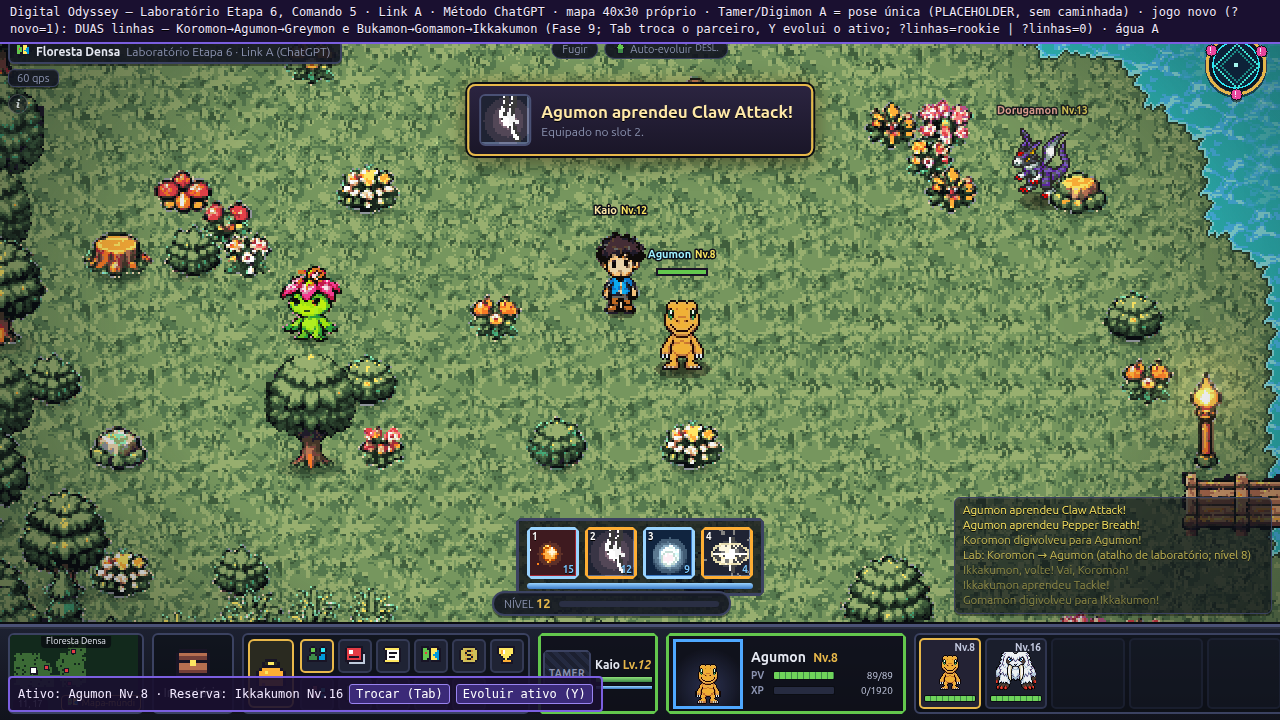 Digital Odyssey — Laboratório Etapa 6, Comando 5 · Link A · Método ChatGPT · mapa 40x30 próprio · Tamer/Digimon A = pose única (PLACEHOLDER, sem caminhada) · jogo novo (?
novo=1): DUAS linhas — Koromon→Agumon→Greymon e Bukamon→Gomamon→Ikkakumon (Fase 9; Tab troca o parceiro, Y evolui o ativo; ?linhas=rookie | ?linhas=0) · água A
Floresta Densa Laboratório Etapa 6 · Link A (ChatGPT)
Fugir
Auto-evoluir DESL.
60 qps
i
Agumon aprendeu Claw Attack!
Equipado no slot 2.
Dorugamon Nv.13
Kaio Nv.12
Agumon Nv.8
Agumon aprendeu Claw Attack!
Agumon aprendeu Pepper Breath!
Koromon digivolveu para Agumon!
Lab: Koromon → Agumon (atalho de laboratório; nível 8)
Ikkakumon, volte! Vai, Koromon!
Ikkakumon aprendeu Tackle!
Gomamon digivolveu para Ikkakumon!
1 15
2 12
3 9
4 4
NÍVEL 12
Floresta Densa
TAMER
Kaio Lv.12
Agumon Nv.8
PV 89/89
XP 0/1920
Nv.8
Nv.16
Ativo: Agumon Nv.8 · Reserva: Ikkakumon Nv.16 Trocar (Tab) Evoluir ativo (Y)